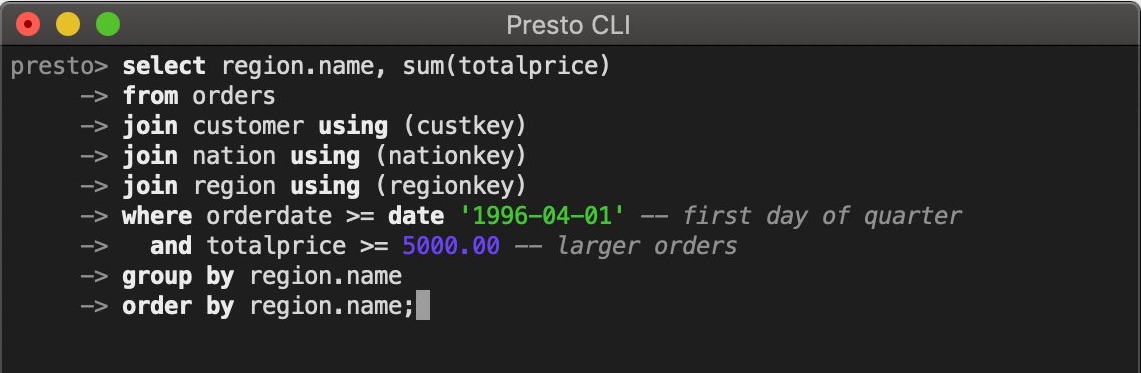 Presto CLI
presto> select region.name, sum(totalprice)
     -> from orders
     -> join customer using (custkey)
     -> join nation using (nationkey)
     -> join region using (regionkey)
     -> where orderdate >= date '1996-04-01' -- first day of quarter
     ->   and totalprice >= 5000.00 -- larger orders
     -> group by region.name
     -> order by region.name;